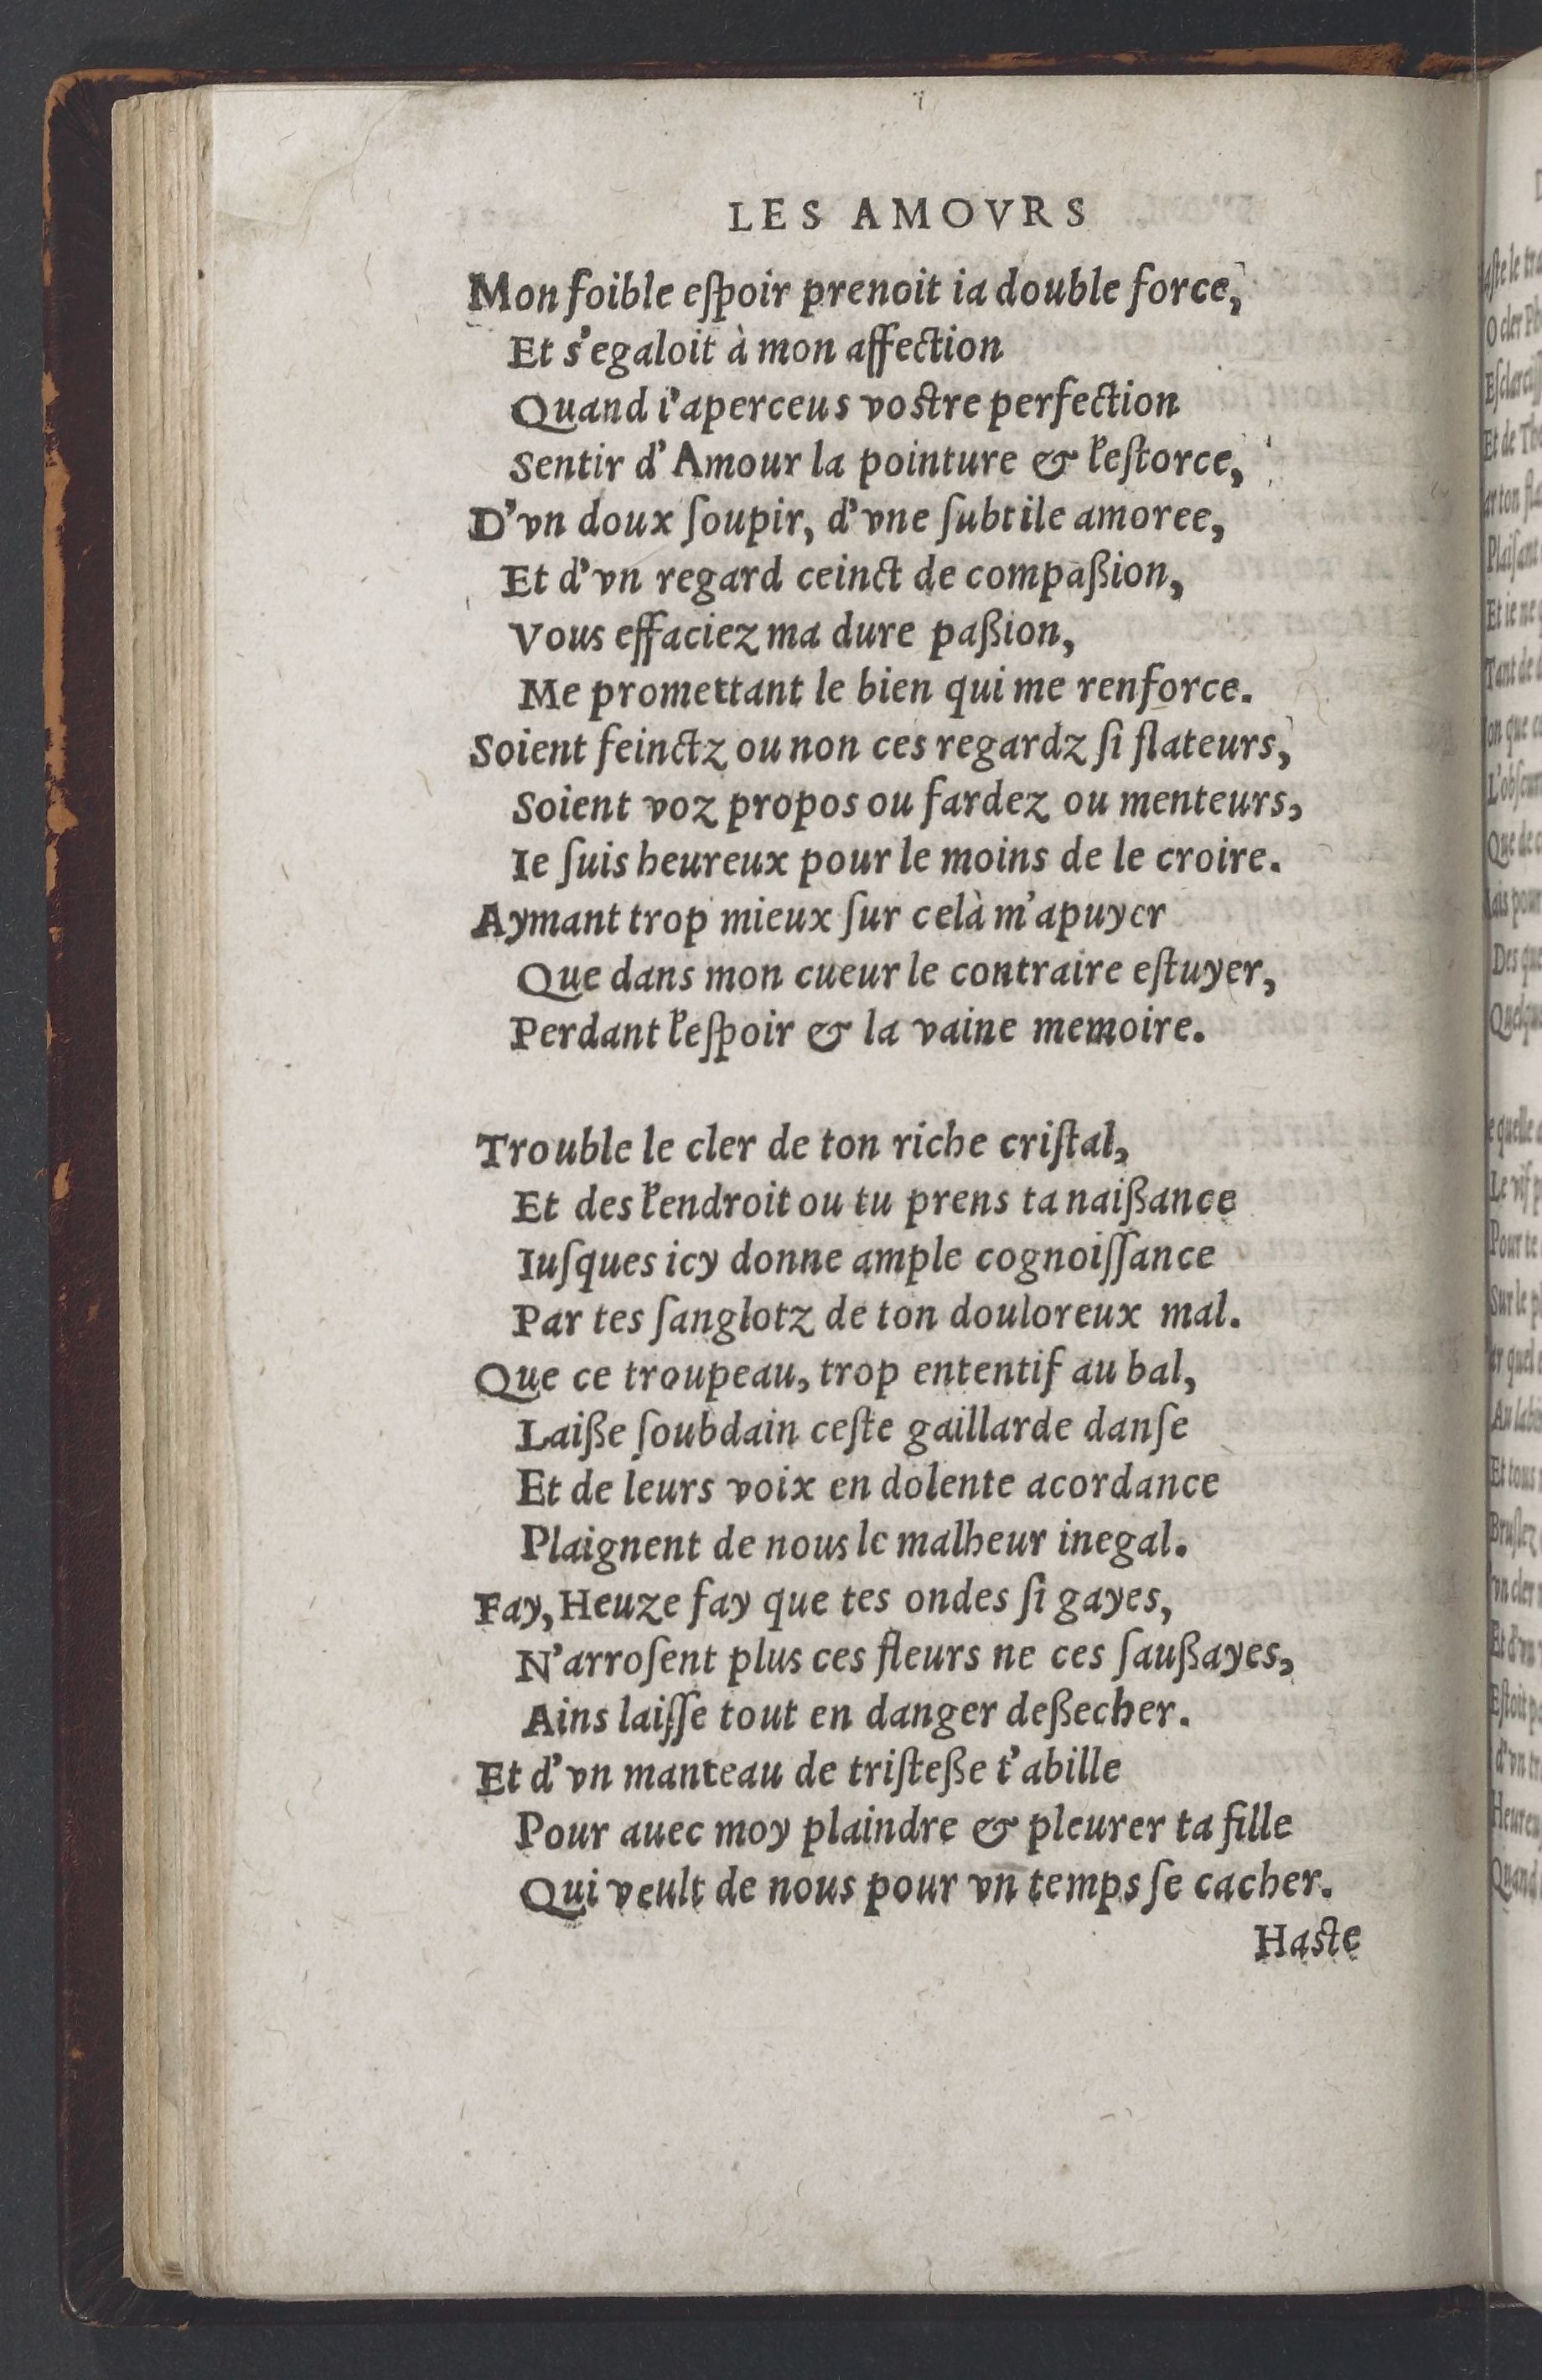 LES AMOVRS
Mon foible eſpoir prenoit ia double force,
Et s'egaloit à mon affection
Quand i'aperceus voſtre perfection
Sentir d'Amour la pointure & l'eſtorce,
D'vn doux ſoupir, d'vne ſubtile amoree,
Et d'vn regard ceinct de compaßion,
Vous effaciez ma dure paßion,
Me promettant le bien qui me renforce.
Soient feinctz ou non ces regardz ſi flateurs,
Soient voz propos ou fardez ou menteurs,
Ie ſuis heureux pour le moins de le croire.
Aymant trop mieux ſur celà m'apuyer
Que dans mon cueur le contraire eſtuyer,
Perdant l'eſpoir & la vaine memoire.
Trouble le cler de ton riche criſtal,
Et des l'endroit ou tu prens ta naißance
Iuſques icy donne ample cognoiſſance
Par tes ſanglotz de ton douloreux mal.
Que ce troupeau, trop ententif au bal,
Laiße ſoubdain ceſte gaillarde danſe
Et de leurs voix en dolente acordance
Plaignent de nous le malheur inegal.
Fay, Heuze fay que tes ondes ſi gayes,
N'arroſent plus ces fleurs ne ces ſaußayes,
Ains laiſſe tout en danger deßecher.
Et d'vn manteau de triſteße t'abille
Pour auec moy plaindre & pleurer ta fille
Qui veult de nous pour vn temps ſe cacher.
Haſte